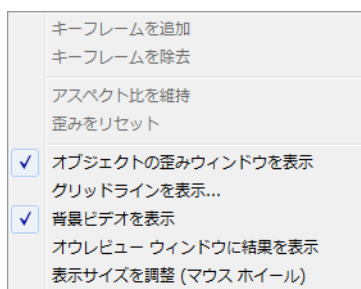 キーフレームを追加
キーフレームを除去
アスペクト比を維持
歪みをリセット
オブジェクトの歪みウィンドウを表示
グリッドラインを表示...
背景ビデオを表示
オウレビュー ウィンドウに結果を表示
表示サイズを調整 (マウス ホイール)